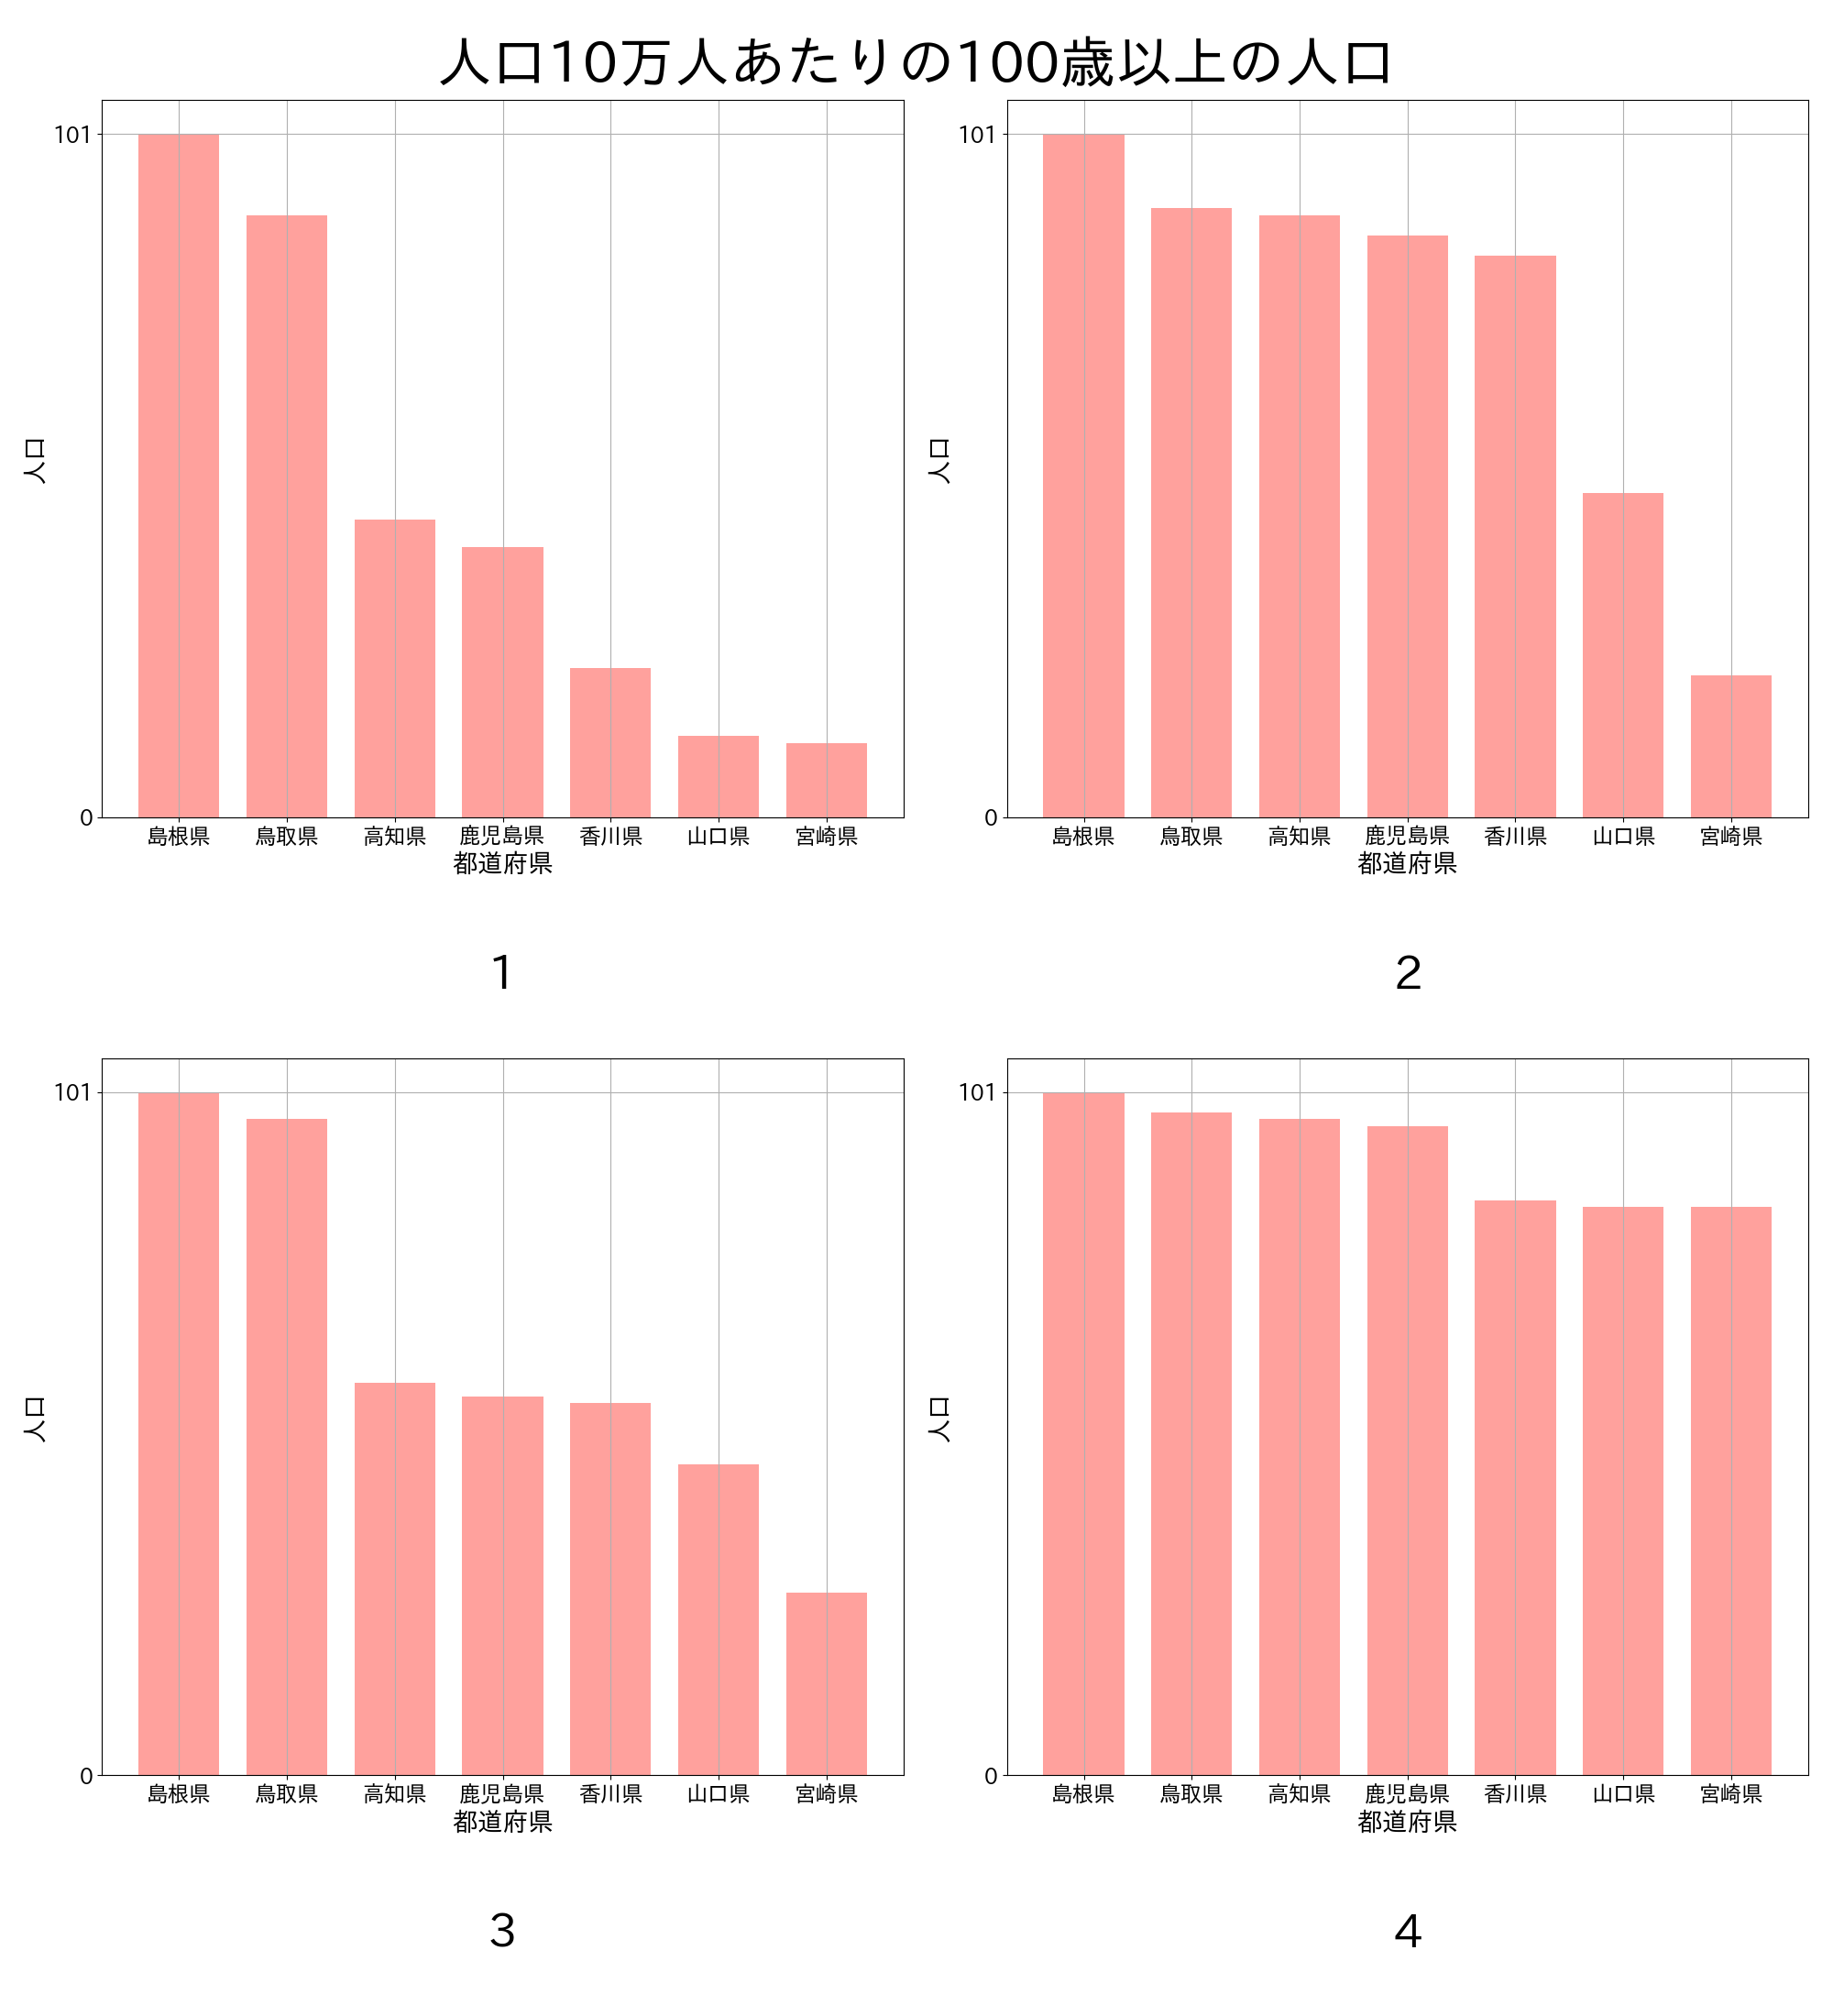 人口10万人あたりの100歳以上の人口
101
0
人口
島根県 鳥取県 高知県 鹿児島県 香川県 山口県 宮崎県
都道府県
1
101
0
人口
島根県 鳥取県 高知県 鹿児島県 香川県 山口県 宮崎県
都道府県
2
101
0
人口
島根県 鳥取県 高知県 鹿児島県 香川県 山口県 宮崎県
都道府県
3
101
0
人口
島根県 鳥取県 高知県 鹿児島県 香川県 山口県 宮崎県
都道府県
4